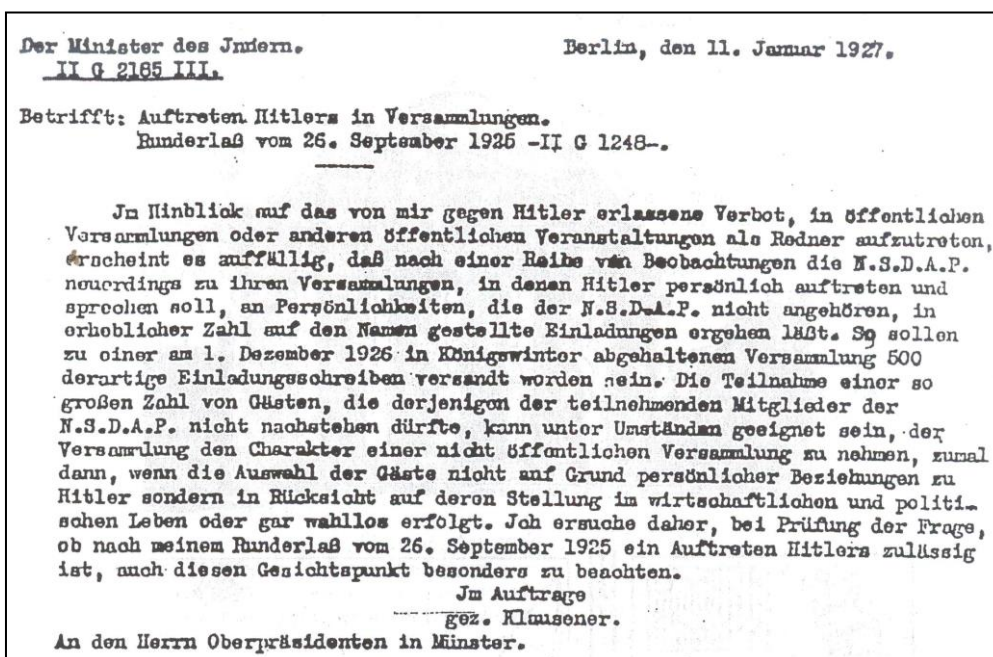 Der Minister des Jnnern. Berlin, den 11. Januar 1927.
II G 2185 III.
Betrifft: Auftreten Hitlers in Versammlungen.
Runderlaß vom 26. September 1925 -II G 1248-.
Jn Hinblick auf das von mir gegen Hitler erlassene Verbot, in öffentlichen
Versammlungen oder anderen öffentlichen Veranstaltungen als Redner aufzutreten,
erscheint es auffällig, daß nach einer Reihe von Beobachtungen die N.S.D.A.P.
neuerdings zu ihren Versammlungen, in denen Hitler persönlich auftreten und
sprechen soll, an Persönlichkeiten, die der N.S.D.A.P. nicht angehören, in
erheblicher Zahl auf den Namen gestellte Einladungen ergehen läßt. So sollen
zu einer am 1. Dezember 1926 in Königswinter abgehaltenen Versammlung 500
derartige Einladungsschreiben versandt worden sein. Die Teilnahme einer so
großen Zahl von Gästen, die derjenigen der teilnehmenden Mitglieder der
N.S.D.A.P. nicht nachstehen dürfte, kann unter Umständen geeignet sein, der
Versammlung den Charakter einer nicht öffentlichen Versammlung zu nehmen, zumal
dann, wenn die Auswahl der Gäste nicht auf Grund persönlicher Beziehungen zu
Hitler sondern in Rücksicht auf deren Stellung im wirtschaftlichen und politi-
schen Leben oder gar wahllos erfolgt. Jch ersuche daher, bei Prüfung der Frage,
ob nach meinem Runderlaß vom 26. September 1925 ein Auftreten Hitlers zulässig
ist, auch diesen Gesichtspunkt besonders zu beachten.
Jm Auftrage
gez. Klausener.
An den Herrn Oberpräsidenten in Münster.